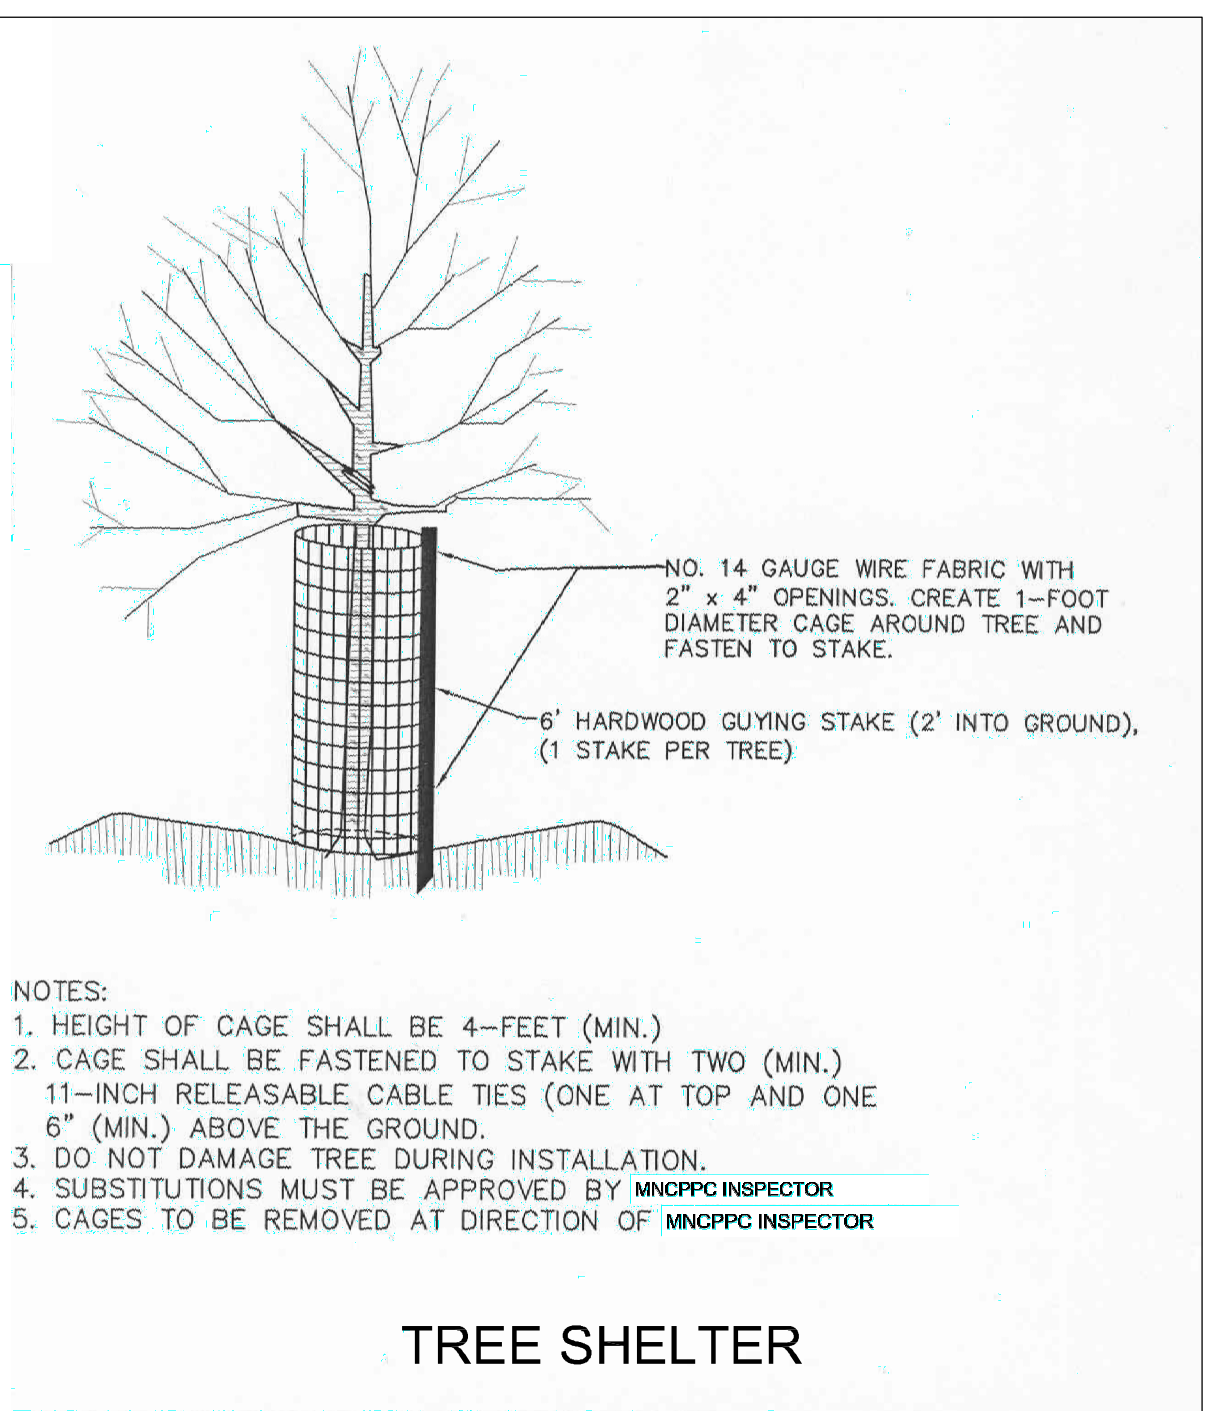 NO. 14 GAUGE WIRE FABRIC WITH
2" x 4" OPENINGS. CREATE 1-FOOT
DIAMETER CAGE AROUND TREE AND
FASTEN TO STAKE.
6' HARDWOOD GUYING STAKE (2' INTO GROUND),
(1 STAKE PER TREE)
NOTES:
1. HEIGHT OF CAGE SHALL BE 4-FEET (MIN.)
2. CAGE SHALL BE FASTENED TO STAKE WITH TWO (MIN.)
11-INCH RELEASABLE CABLE TIES (ONE AT TOP AND ONE
6" (MIN.) ABOVE THE GROUND.
3. DO NOT DAMAGE TREE DURING INSTALLATION.
4. SUBSTITUTIONS MUST BE APPROVED BY MNCPPC INSPECTOR
5. CAGES TO BE REMOVED AT DIRECTION OF MNCPPC INSPECTOR
TREE SHELTER